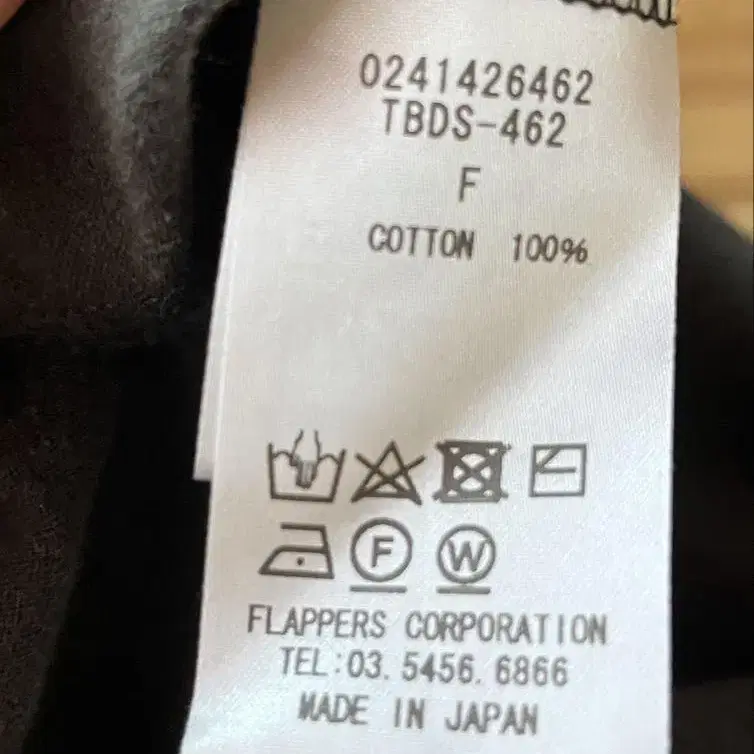 0241426462
TBDS-462
F
COTTON 100%
F W
FLAPPERS CORPORATION
TEL:03.5456.6866
MADE IN JAPAN